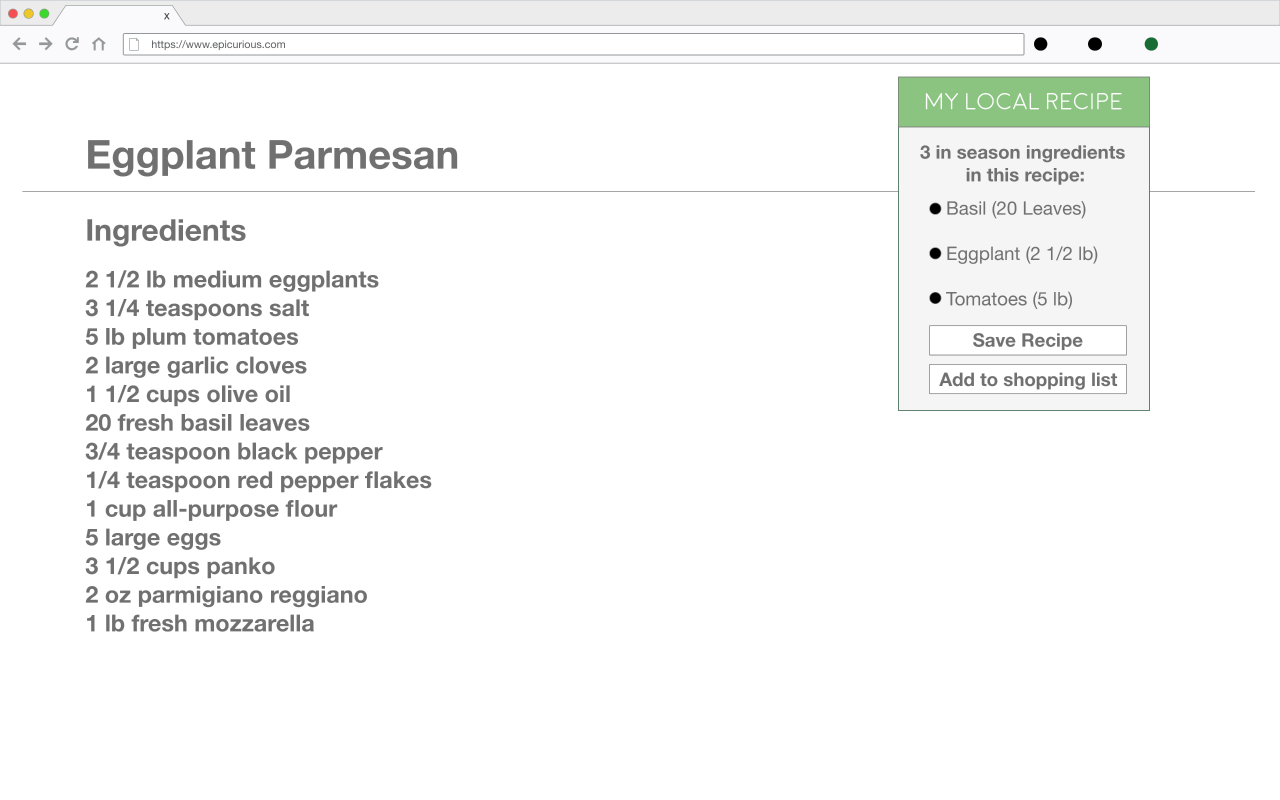 x
https://www.epicurious.com
MY LOCAL RECIPE
Eggplant Parmesan
3 in season ingredients
in this recipe:
Basil (20 Leaves)
Eggplant (2 1/2 lb)
Tomatoes (5 lb)
Save Recipe
Add to shopping list
Ingredients
2 1/2 lb medium eggplants
3 1/4 teaspoons salt
5 lb plum tomatoes
2 large garlic cloves
1 1/2 cups olive oil
20 fresh basil leaves
3/4 teaspoon black pepper
1/4 teaspoon red pepper flakes
1 cup all-purpose flour
5 large eggs
3 1/2 cups panko
2 oz parmigiano reggiano
1 lb fresh mozzarella